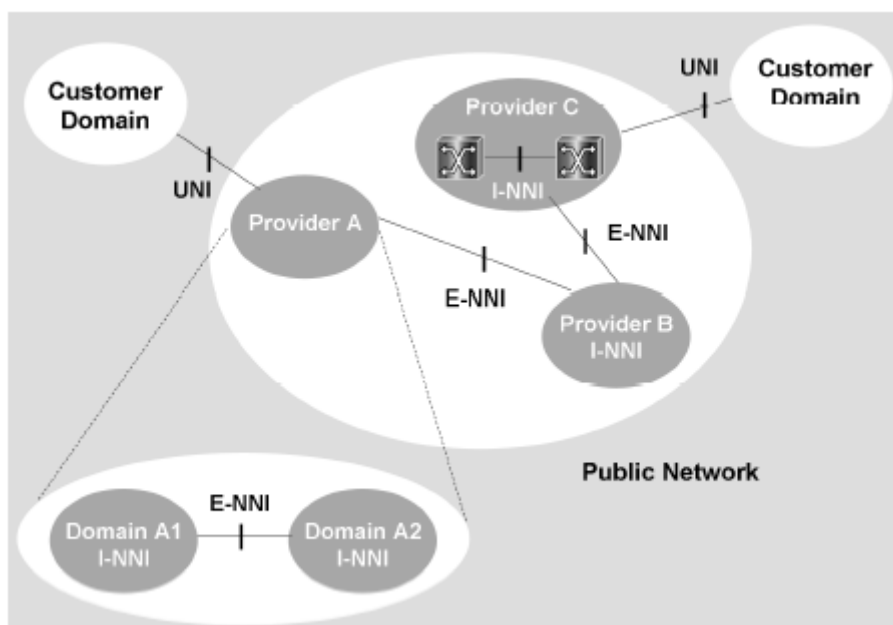 Customer
Domain
UNI
Customer
Domain
Provider C
I-NNI
UNI
Provider A
E-NNI
E-NNI
Provider B
I-NNI
Public Network
E-NNI
Domain A1
I-NNI
Domain A2
I-NNI